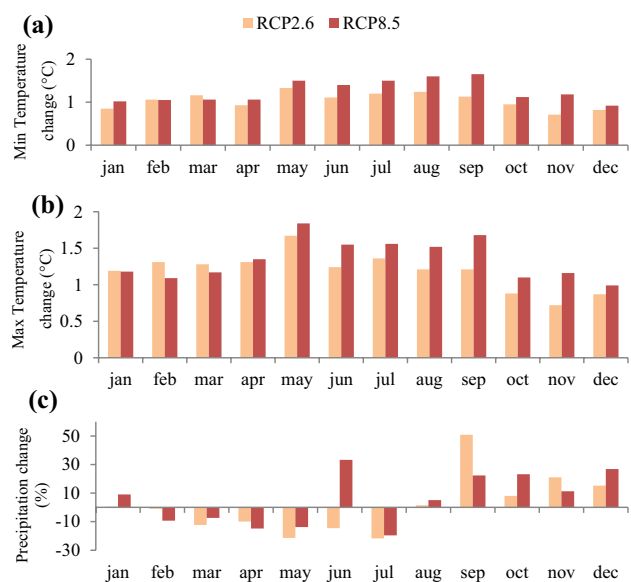 RCP2.6 RCP8.5
(a)
Min Temperature
change (°C)
2
1
0
jan feb mar apr may jun jul aug sep oct nov dec
(b)
Max Temperature
change (°C)
2
1.5
1
0.5
0
jan feb mar apr may jun jul aug sep oct nov dec
(c)
Precipitation change
(%)
50
30
10
-10
-30
jan feb mar apr may jun jul aug sep oct nov dec